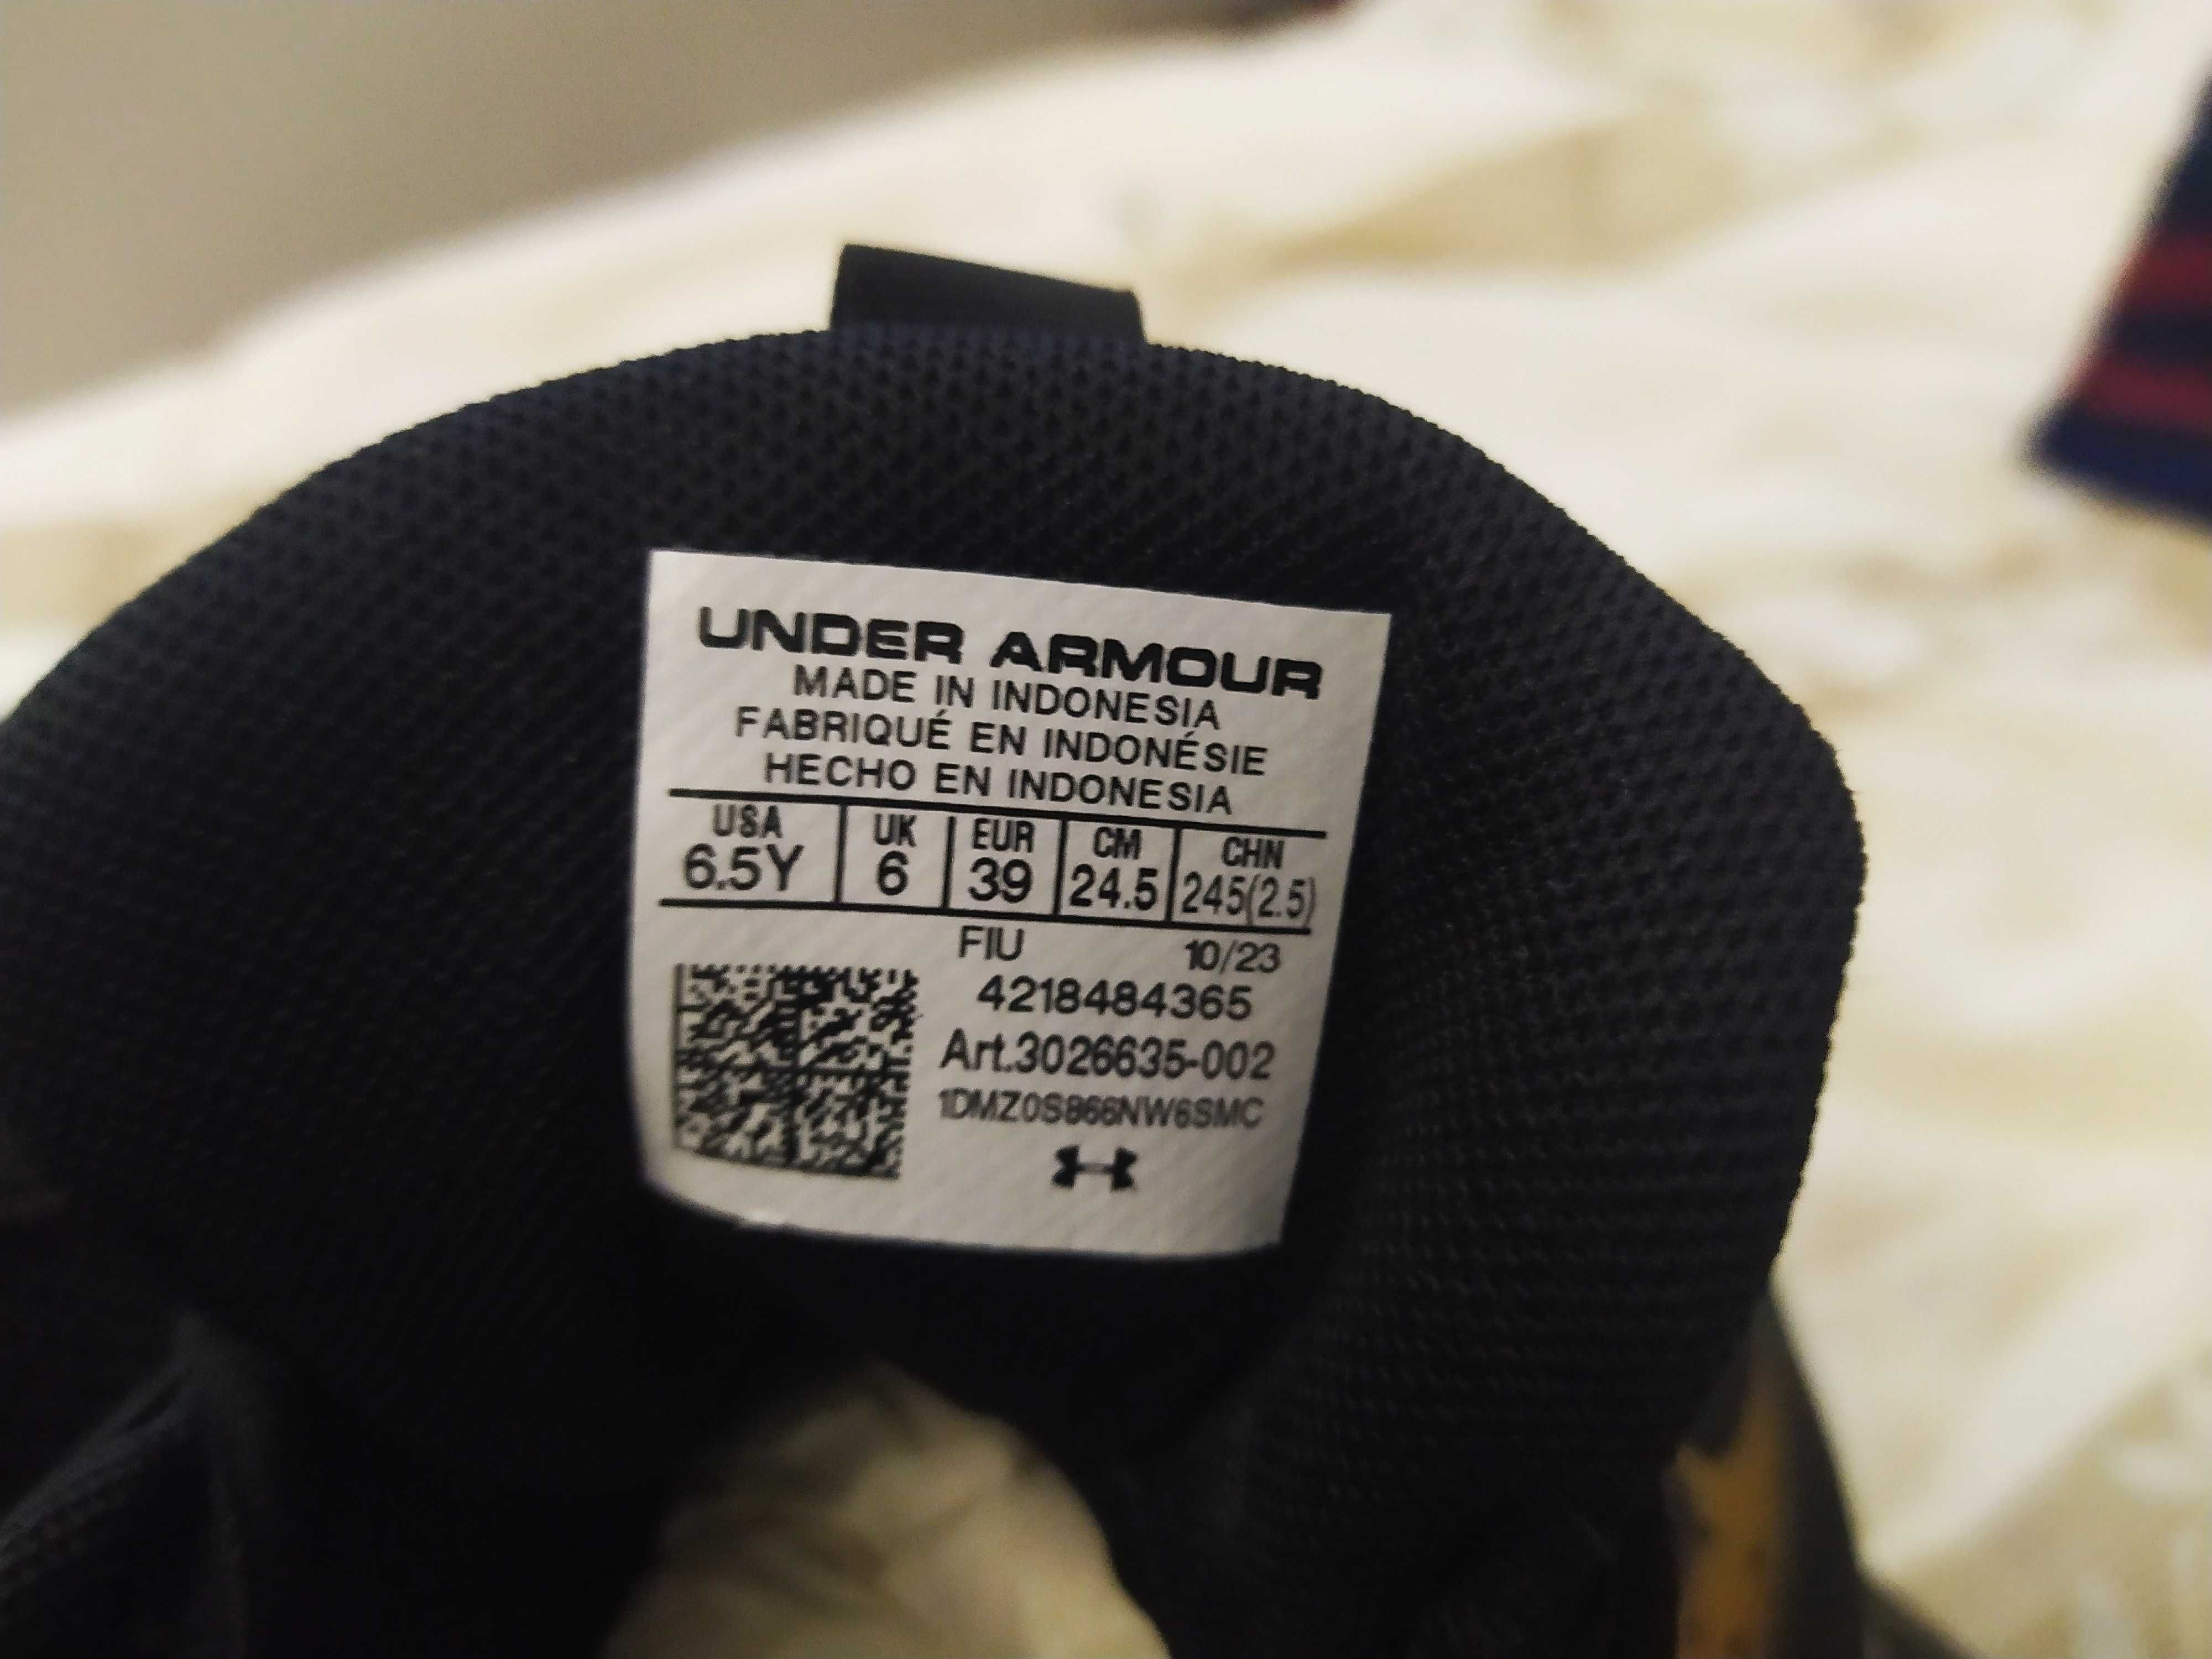 UNDER ARMOUR
MADE IN INDONESIA
FABRIQUÉ EN INDONÉSIE
HECHO EN INDONESIA
USA UK EUR CM CHN
6.5Y 6 39 24.5 245(2.5)
FIU 10/23
4218484365
Art.3026635-002
1DMZ0S866NW6SMC